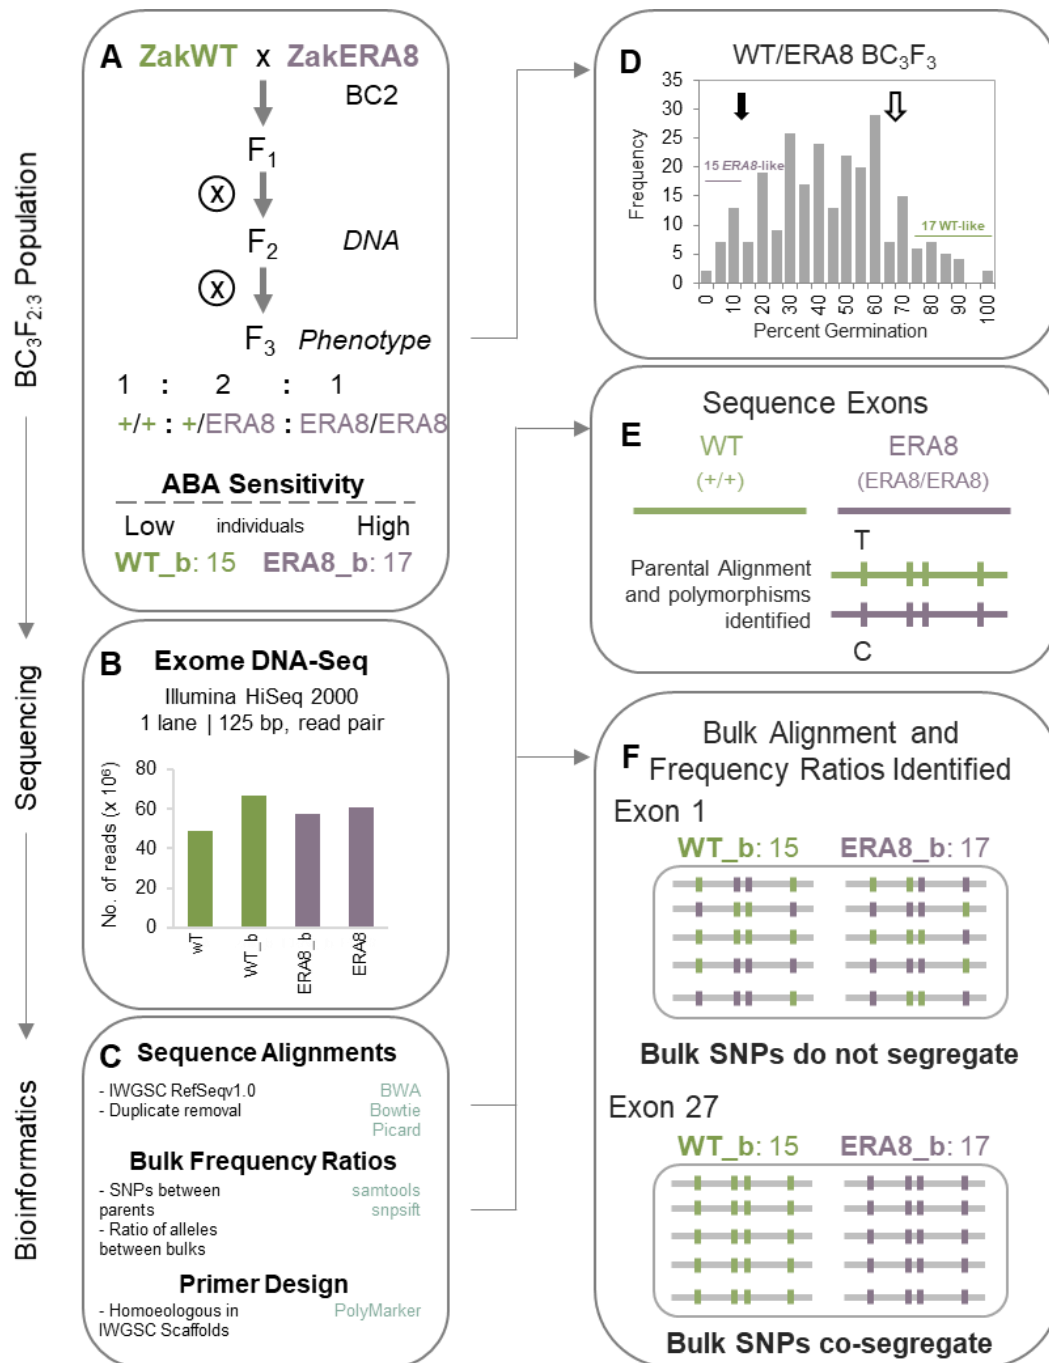 BC3F2:3 Population
Sequencing
Bioinformatics
A ZakWT x ZakERA8
BC2
F1
X
F2 DNA
X
F3 Phenotype
1 : 2 : 1
+/+ : +/ERA8 : ERA8/ERA8
ABA Sensitivity
Low individuals High
WT_b: 15 ERA8_b: 17
B Exome DNA-Seq
Illumina HiSeq 2000
1 lane | 125 bp, read pair
No. of reads (x 10⁶)
80
60
40
20
0
wT
WT_b
ERA8_b
ERA8
C Sequence Alignments
- IWGSC RefSeqv1.0 BWA
- Duplicate removal Bowtie
Picard
Bulk Frequency Ratios
- SNPs between samtools
parents snpsift
- Ratio of alleles
between bulks
Primer Design
- Homoeologous in PolyMarker
IWGSC Scaffolds
D WT/ERA8 BC3F3
Frequency
35
30
25
20
15
10
5
0
15 ERA8-like
17 WT-like
0 10 20 30 40 50 60 70 80 90 100
Percent Germination
Sequence Exons
E WT ERA8
(+/+) (ERA8/ERA8)
T
Parental Alignment
and polymorphisms
identified
C
F Bulk Alignment and
Frequency Ratios Identified
Exon 1
WT_b: 15 ERA8_b: 17
Bulk SNPs do not segregate
Exon 27
WT_b: 15 ERA8_b: 17
Bulk SNPs co-segregate